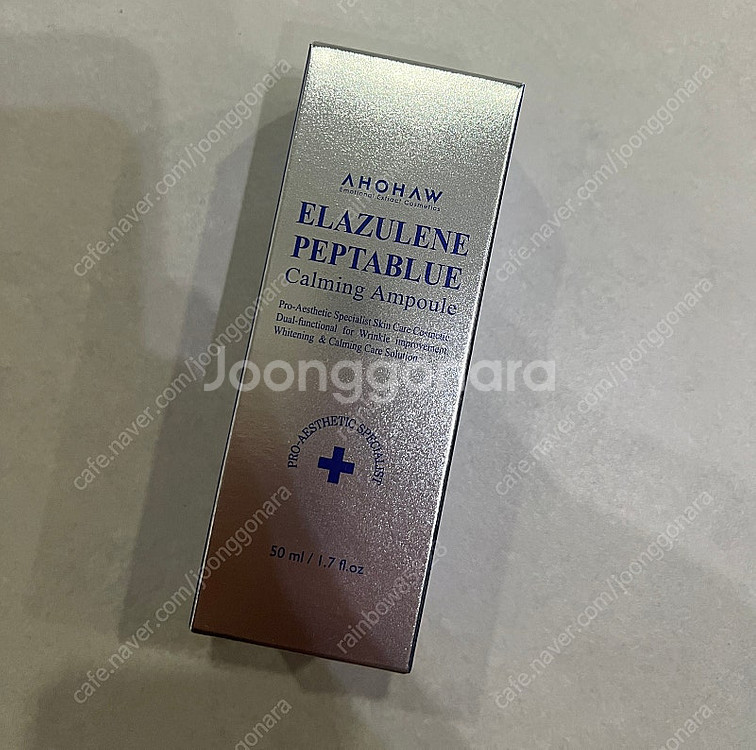 AHOHAW
Emotional Extract Cosmetics
ELAZULENE
PEPTABLUE
Calming Ampoule
Pro-Aesthetic Specialist Skin Care Cosmetic
Dual-functional for Wrinkle improvement,
Whitening & Calming Care Solution
Joonggonara
PRO-AESTHETIC SPECIALIST
50 ml / 1.7 fl.oz
cafe.naver.com/joonggonara